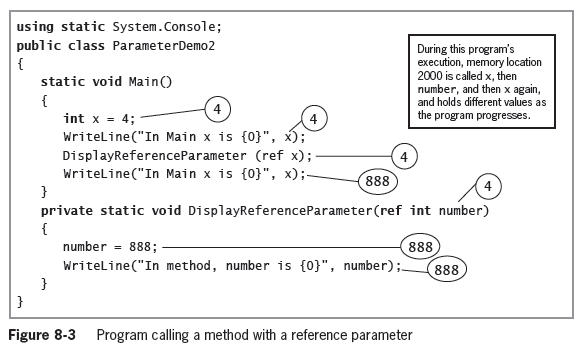 using static System.Console;
public class ParameterDemo2
{
static void Main()
{
int x = 4;
4
WriteLine("In Main x is {0}", x);
4
DisplayReferenceParameter (ref x);
4
WriteLine("In Main x is {0}", x);
888
}
private static void DisplayReferenceParameter(ref int number)
4
{
number = 888;
888
WriteLine("In method, number is {0}", number);
888
}
}
During this program's
execution, memory location
2000 is called x, then
number, and then x again,
and holds different values as
the program progresses.
Figure 8-3 Program calling a method with a reference parameter